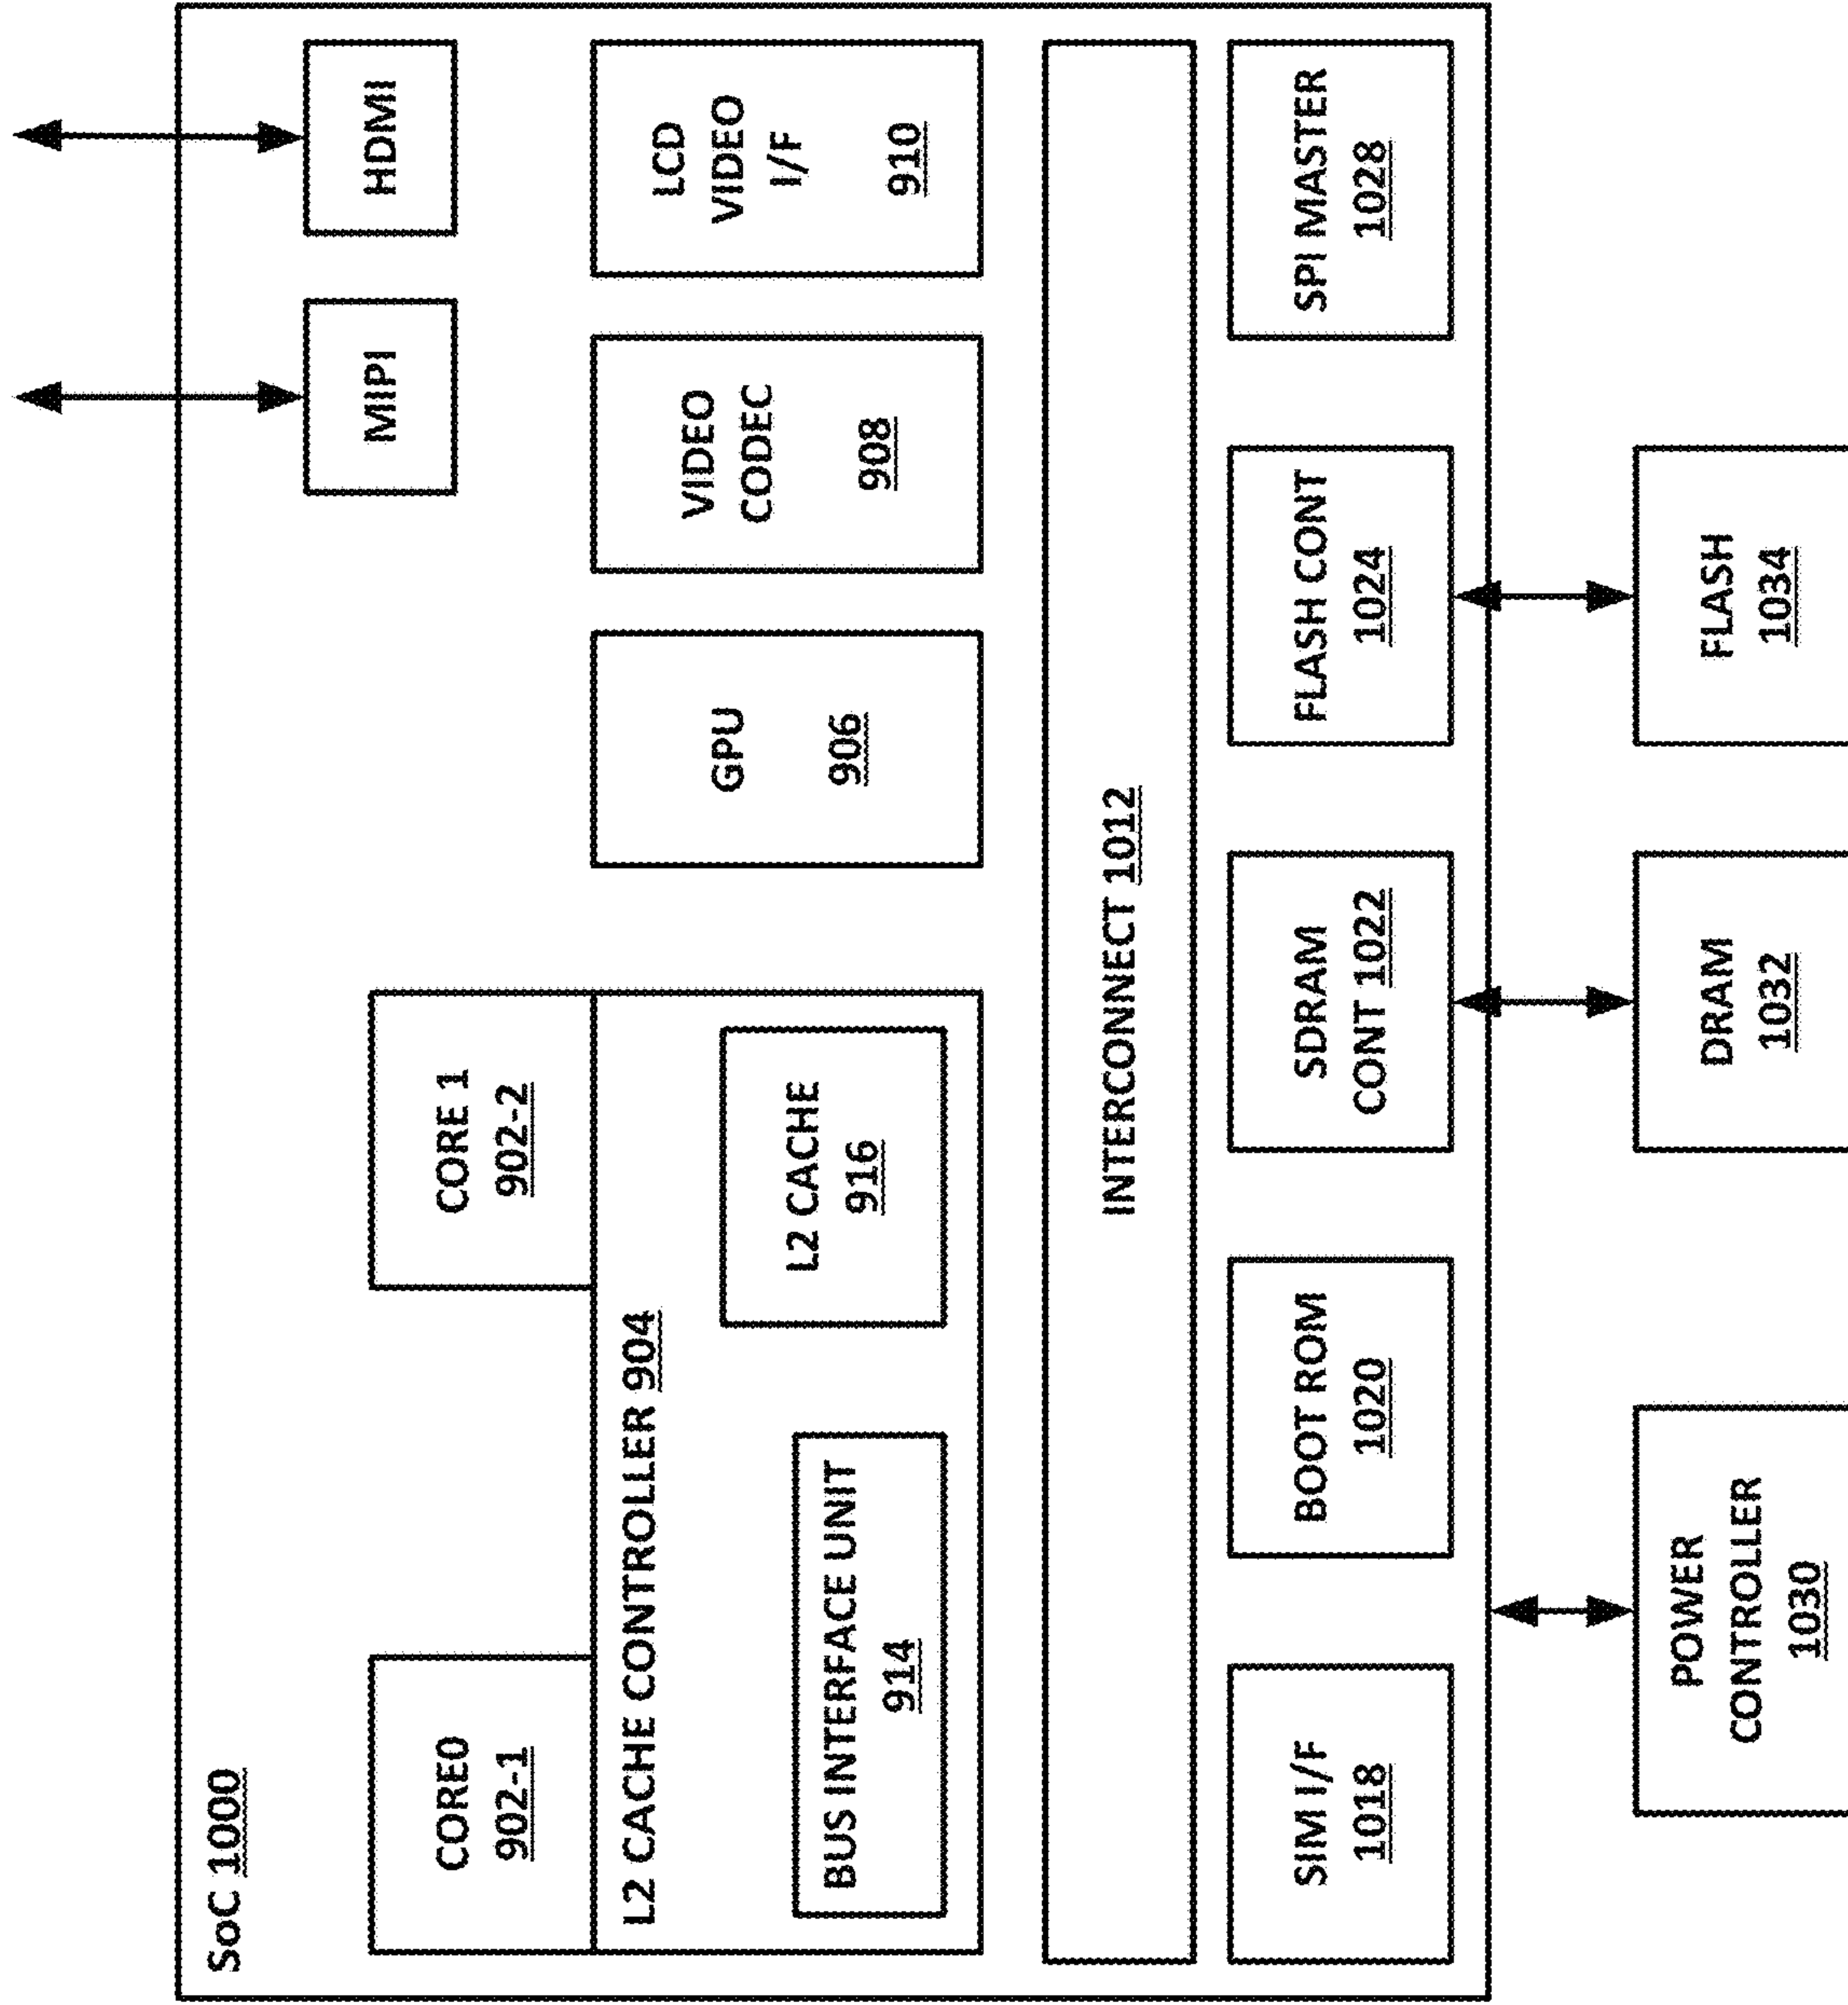 SoC 1000
MIPI
HDMI
CORE0
902-1
CORE 1
902-2
L2 CACHE CONTROLLER 904
BUS INTERFACE UNIT
914
L2 CACHE
916
GPU
906
VIDEO
CODEC
908
LCD
VIDEO
I/F
910
INTERCONNECT 1012
SIM I/F
1018
BOOT ROM
1020
SDRAM
CONT 1022
FLASH CONT
1024
SPI MASTER
1028
POWER
CONTROLLER
1030
DRAM
1032
FLASH
1034